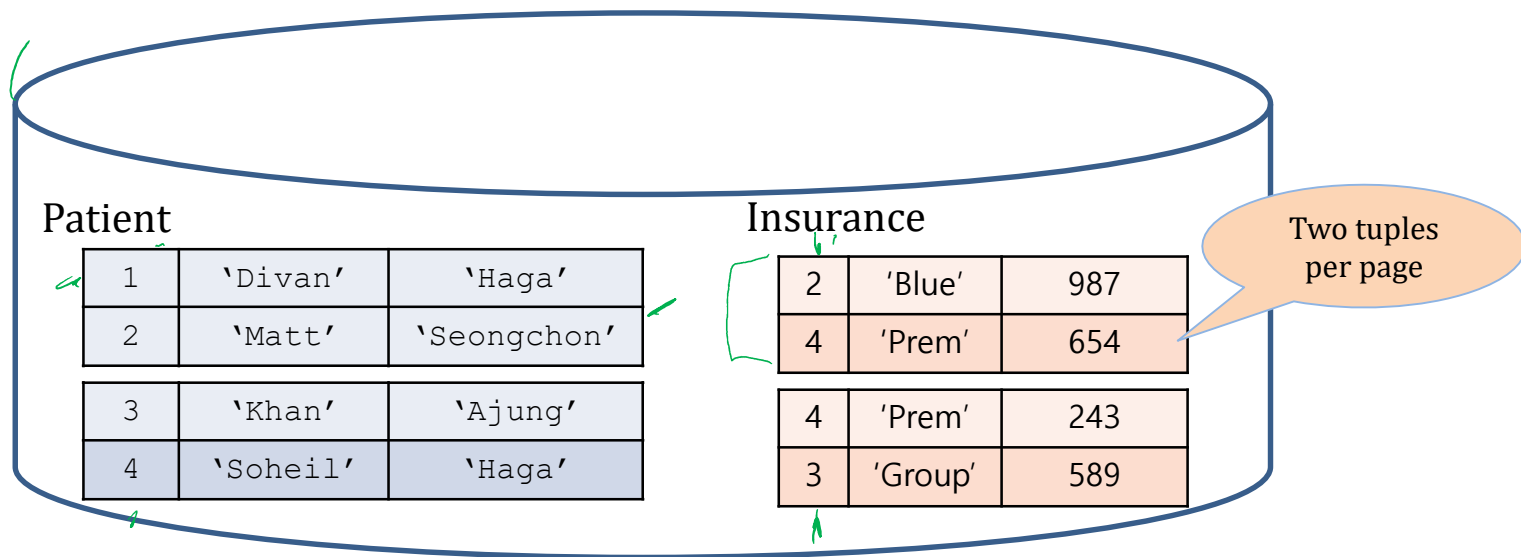 Patient
1 ‘Divan’ ‘Haga’
2 ‘Matt’ ‘Seongchon’
3 ‘Khan’ ‘Ajung’
4 ‘Soheil’ ‘Haga’
Insurance
2 ‘Blue’ 987
4 ‘Prem’ 654
4 ‘Prem’ 243
3 ‘Group’ 589
Two tuples
per page